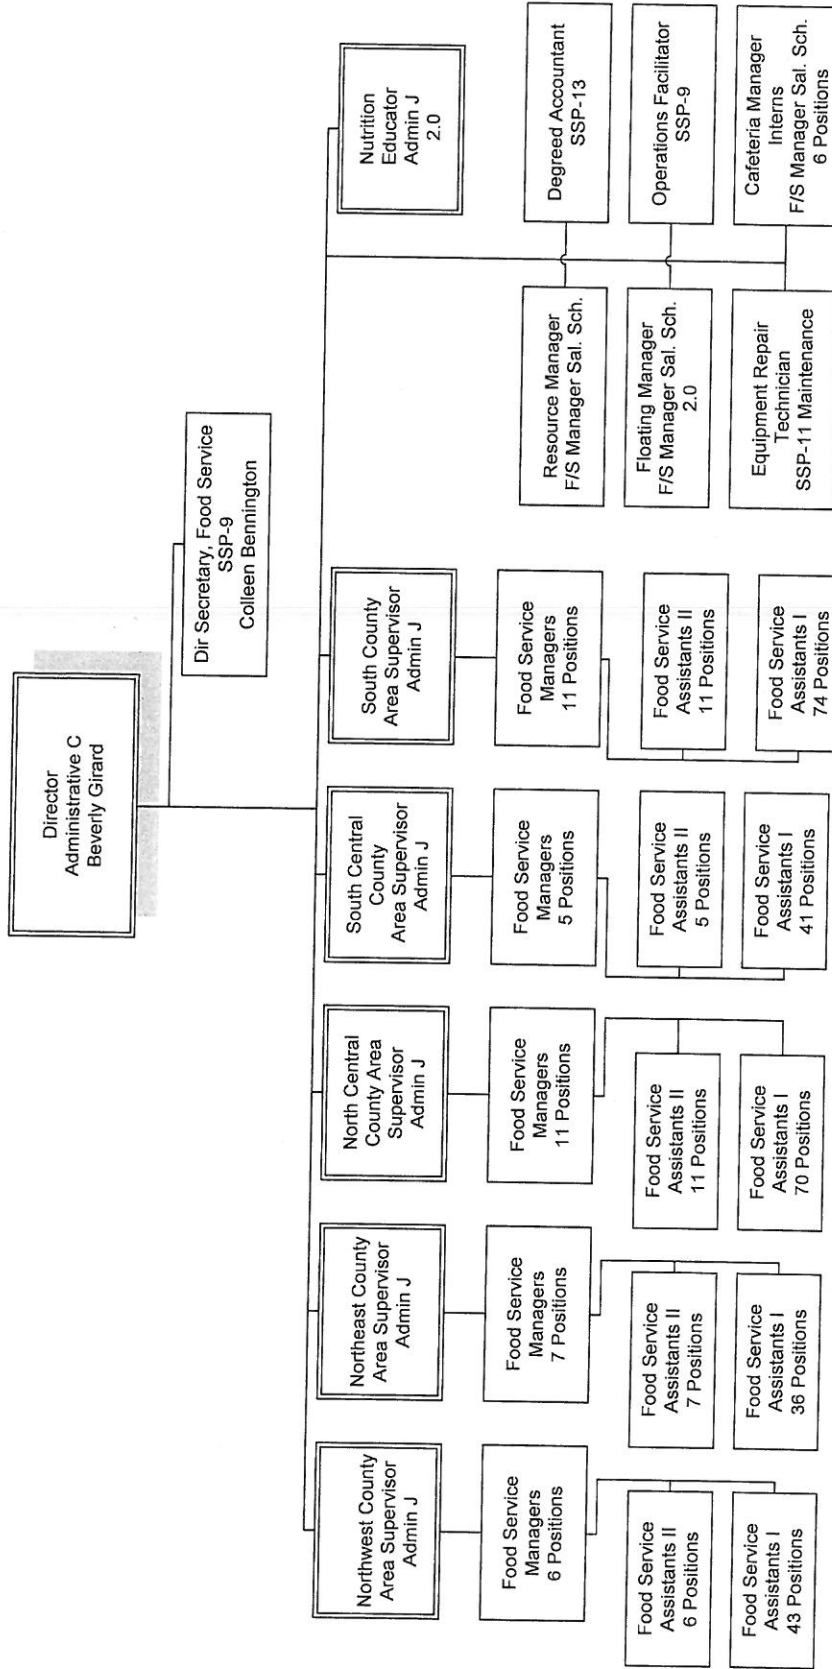 Director
Administrative C
Beverly Girard
Dir Secretary, Food Service
SSP-9
Colleen Bennington
Northwest County
Area Supervisor
Admin J
Northeast County
Area Supervisor
Admin J
North Central
County Area
Supervisor
Admin J
South Central
County
Area Supervisor
Admin J
South County
Area Supervisor
Admin J
Nutrition
Educator
Admin J
2.0
Food Service
Managers
6 Positions
Food Service
Managers
7 Positions
Food Service
Managers
11 Positions
Food Service
Managers
5 Positions
Food Service
Managers
11 Positions
Resource Manager
F/S Manager Sal. Sch.
Degreed Accountant
SSP-13
Food Service
Assistants II
6 Positions
Food Service
Assistants II
7 Positions
Food Service
Assistants II
11 Positions
Food Service
Assistants II
5 Positions
Food Service
Assistants II
11 Positions
Floating Manager
F/S Manager Sal. Sch.
2.0
Operations Facilitator
SSP-9
Food Service
Assistants I
43 Positions
Food Service
Assistants I
36 Positions
Food Service
Assistants I
70 Positions
Food Service
Assistants I
41 Positions
Food Service
Assistants I
74 Positions
Equipment Repair
Technician
SSP-11 Maintenance
Cafeteria Manager
Interns
F/S Manager Sal. Sch.
6 Positions